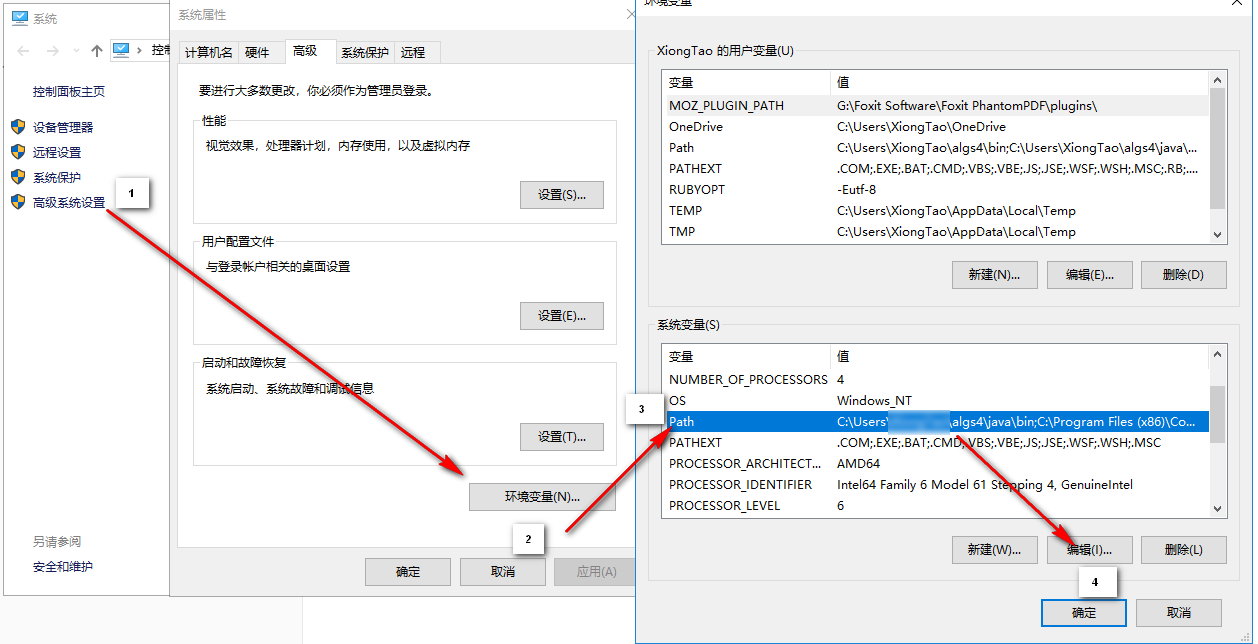 系统
控制
控制面板主页
设备管理器
远程设置
系统保护
高级系统设置
1
另请参阅
安全和维护
系统属性
计算机名
硬件
高级
系统保护
远程
要进行大多数更改，你必须作为管理员登录。
性能
视觉效果，处理器计划，内存使用，以及虚拟内存
设置(S)...
用户配置文件
与登录帐户相关的桌面设置
设置(E)...
启动和故障恢复
系统启动、系统故障和调试信息
设置(T)...
环境变量(N)...
2
确定
取消
应用(A)
环境变量
XiongTao 的用户变量(U)
变量 值
MOZ_PLUGIN_PATH G:\Foxit Software\Foxit PhantomPDF\plugins\
OneDrive C:\Users\XiongTao\OneDrive
Path C:\Users\XiongTao\algs4\bin;C:\Users\XiongTao\algs4\java\...
PATHEXT .COM;.EXE;.BAT;.CMD;.VBS;.VBE;.JS;.JSE;.WSF;.WSH;.MSC;.RB;....
RUBYOPT -Eutf-8
TEMP C:\Users\XiongTao\AppData\Local\Temp
TMP C:\Users\XiongTao\AppData\Local\Temp
新建(N)...
编辑(E)...
删除(D)
系统变量(S)
变量 值
NUMBER_OF_PROCESSORS 4
OS Windows_NT
3
Path C:\Users\ \algs4\java\bin;C:\Program Files (x86)\Co...
PATHEXT .COM;.EXE;.BAT;.CMD;.VBS;.VBE;.JS;.JSE;.WSF;.WSH;.MSC
PROCESSOR_ARCHITECT... AMD64
PROCESSOR_IDENTIFIER Intel64 Family 6 Model 61 Stepping 4, GenuineIntel
PROCESSOR_LEVEL 6
新建(W)...
编辑(I)...
删除(L)
4
确定
取消